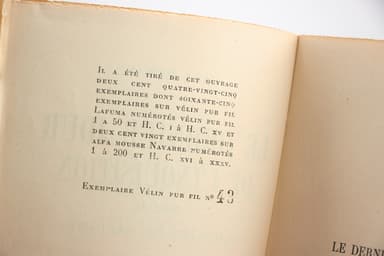 Il a été tiré de cet ouvrage
deux cent quatre-vingt-cinq
exemplaires dont soixante-cinq
exemplaires sur vélin pur fil
Lafuma numérotés vélin pur fil
1 a 50 et H. C. i à H. C. xv et
deux cent vingt exemplaires sur
alfa mousse Navarre numérotés
1 à 200 et H. C. xvi à xxxv.
Exemplaire Vélin pur fil Nº 43
LE DERNI